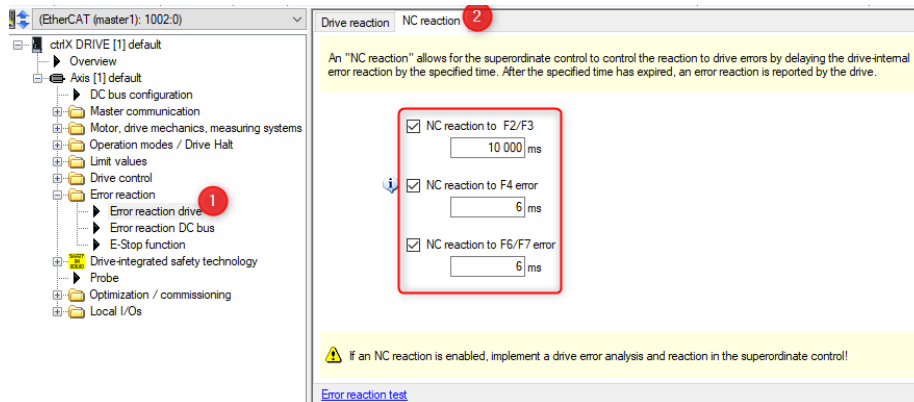 (EtherCAT (master1): 1002:0)
ctrlX DRIVE [1] default
Overview
Axis [1] default
DC bus configuration
Master communication
Motor, drive mechanics, measuring systems
Operation modes / Drive Halt
Limit values
Drive control
Error reaction
Error reaction drive
1
Error reaction DC bus
E-Stop function
Drive-integrated safety technology
Probe
Optimization / commissioning
Local I/Os
Drive reaction
NC reaction
2
An "NC reaction" allows for the superordinate control to control the reaction to drive errors by delaying the drive-internal
error reaction by the specified time. After the specified time has expired, an error reaction is reported by the drive.
NC reaction to F2/F3
10 000 ms
NC reaction to F4 error
6 ms
NC reaction to F6/F7 error
6 ms
If an NC reaction is enabled, implement a drive error analysis and reaction in the superordinate control!
Error reaction test